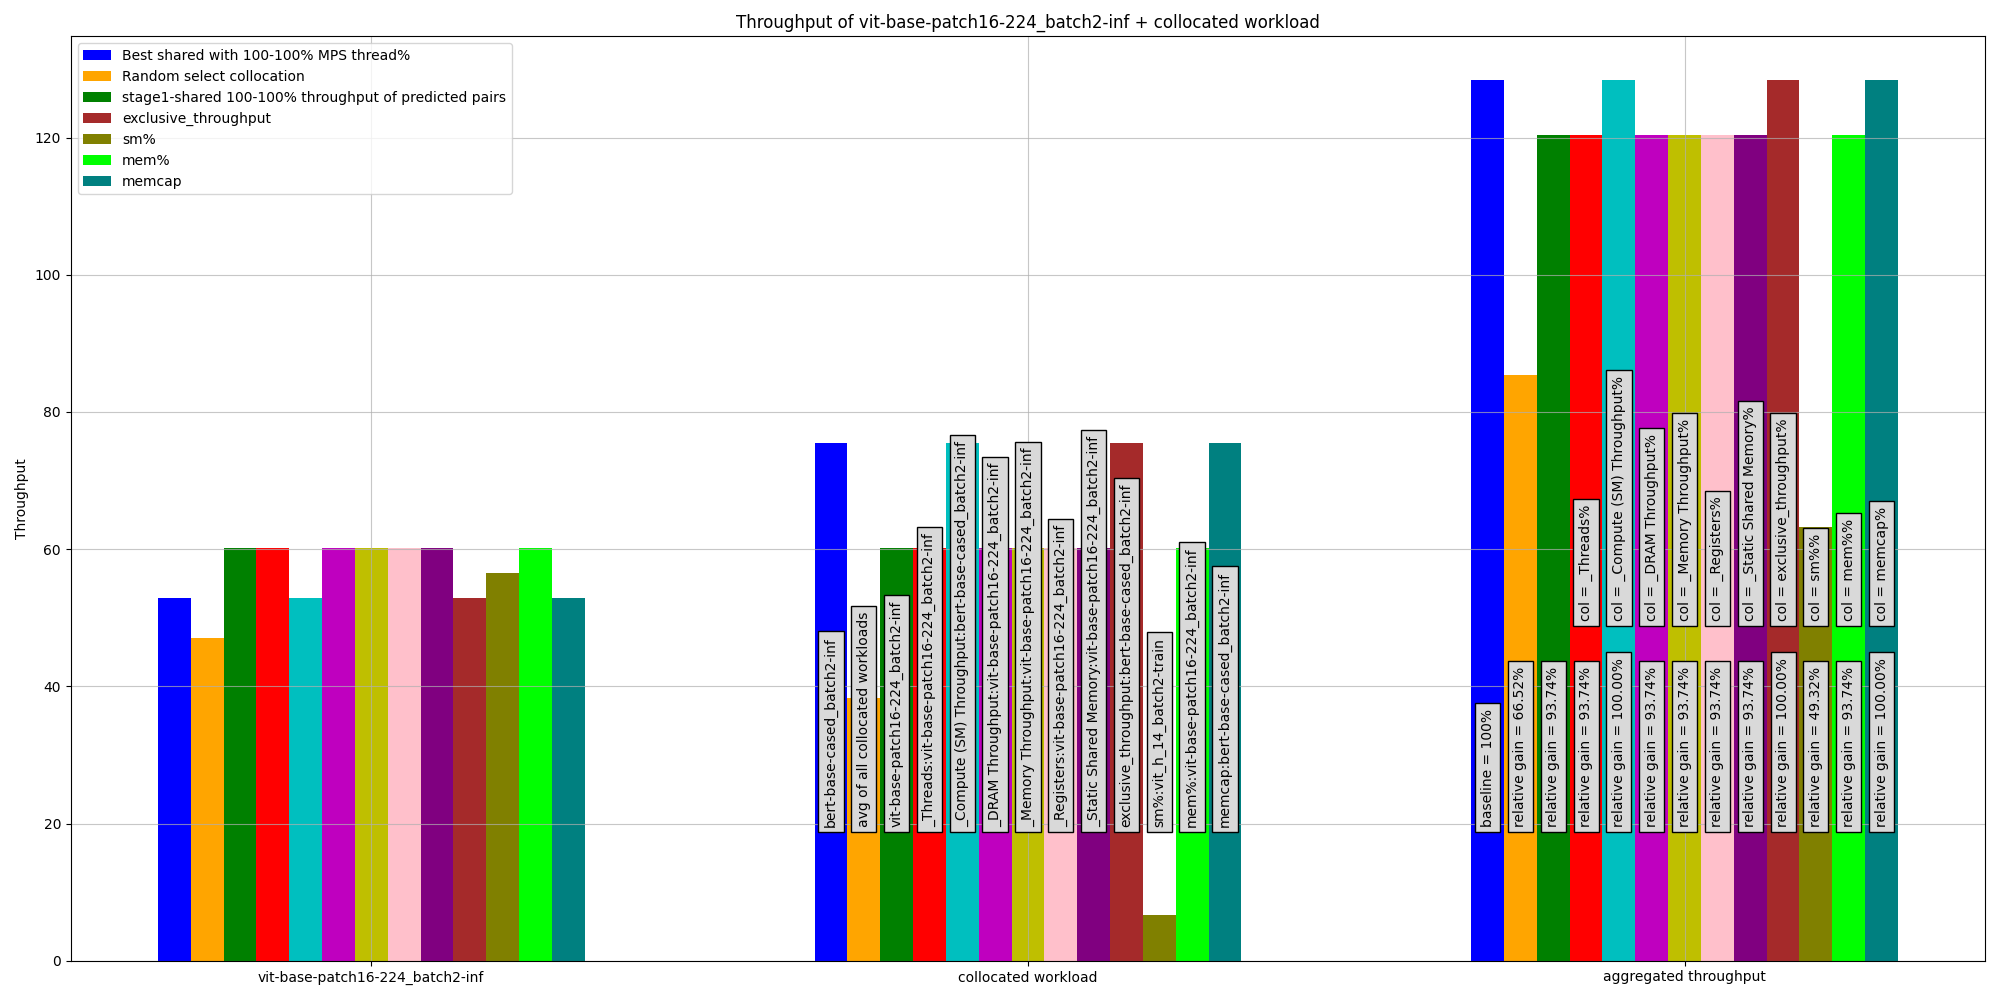 Throughput of vit-base-patch16-224_batch2-inf + collocated workload
Best shared with 100-100% MPS thread%
Random select collocation
stage1-shared 100-100% throughput of predicted pairs
exclusive_throughput
sm%
mem%
memcap
Throughput
120
100
80
60
40
20
0
bert-base-cased_batch2-inf
avg of all collocated workloads
vit-base-patch16-224_batch2-inf
_Threads:vit-base-patch16-224_batch2-inf
_Compute (SM) Throughput:bert-base-cased_batch2-inf
_DRAM Throughput:vit-base-patch16-224_batch2-inf
_Memory Throughput:vit-base-patch16-224_batch2-inf
_Registers:vit-base-patch16-224_batch2-inf
_Static Shared Memory:vit-base-patch16-224_batch2-inf
exclusive_throughput:bert-base-cased_batch2-inf
sm%:vit_h_14_batch2-train
mem%:vit-base-patch16-224_batch2-inf
memcap:bert-base-cased_batch2-inf
col = _Threads%
col = _Compute (SM) Throughput%
col = _DRAM Throughput%
col = _Memory Throughput%
col = _Registers%
col = _Static Shared Memory%
col = exclusive_throughput%
col = sm%%
col = mem%%
col = memcap%
baseline = 100%
relative gain = 66.52%
relative gain = 93.74%
relative gain = 93.74%
relative gain = 100.00%
relative gain = 93.74%
relative gain = 93.74%
relative gain = 93.74%
relative gain = 93.74%
relative gain = 100.00%
relative gain = 49.32%
relative gain = 93.74%
relative gain = 100.00%
vit-base-patch16-224_batch2-inf
collocated workload
aggregated throughput